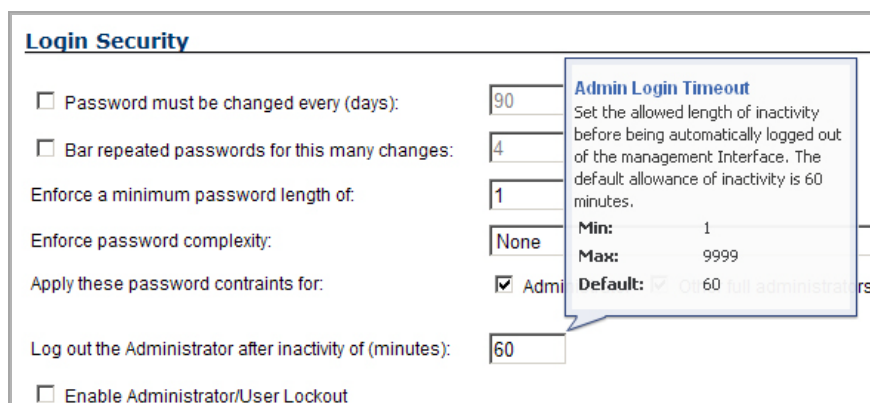 Login Security
Password must be changed every (days):
90
Bar repeated passwords for this many changes:
4
Enforce a minimum password length of:
1
Enforce password complexity:
None
Apply these password contraints for:
Admin
full administrators
Log out the Administrator after inactivity of (minutes):
60
Enable Administrator/User Lockout
Admin Login Timeout
Set the allowed length of inactivity
before being automatically logged out
of the management Interface. The
default allowance of inactivity is 60
minutes.
Min: 1
Max: 9999
Default: 60